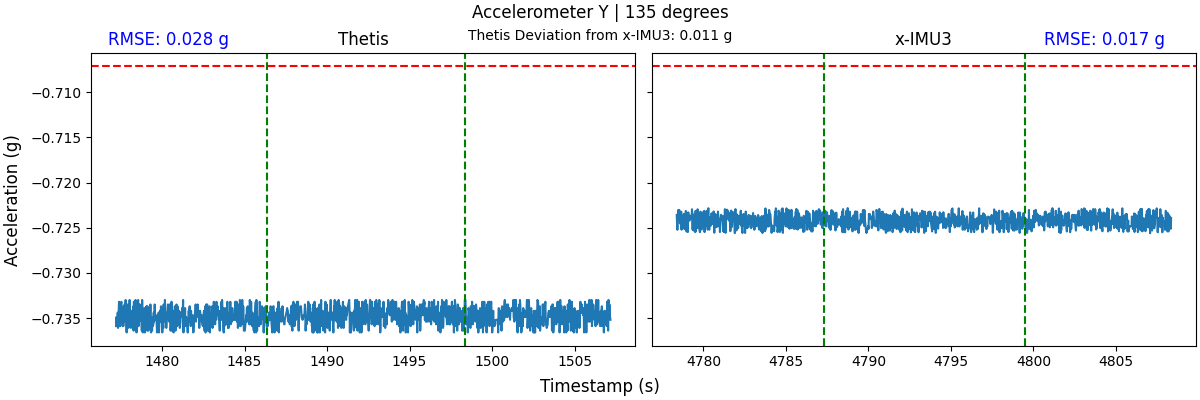 Accelerometer Y | 135 degrees
RMSE: 0.028 g
Thetis
Thetis Deviation from x-IMU3: 0.011 g
x-IMU3
RMSE: 0.017 g
Acceleration (g)
−0.710
−0.715
−0.720
−0.725
−0.730
−0.735
1480 1485 1490 1495 1500 1505
4780 4785 4790 4795 4800 4805
Timestamp (s)